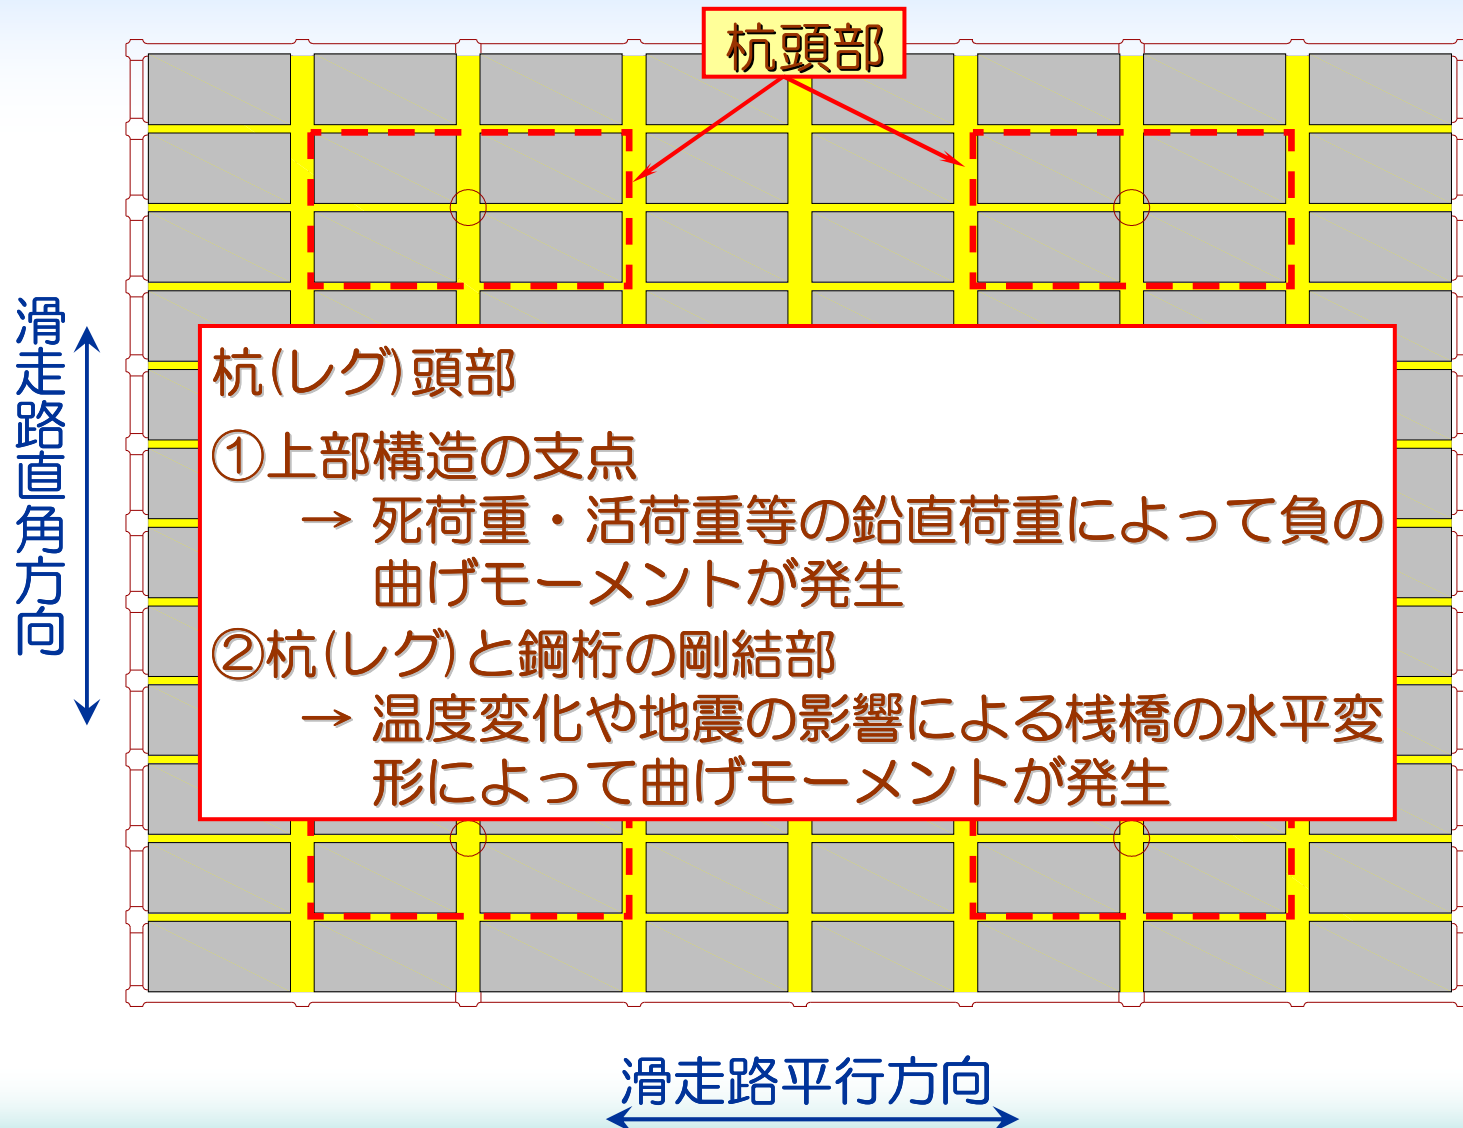 杭頭部
滑走路直角方向
杭(レグ)頭部
①上部構造の支点
→ 死荷重・活荷重等の鉛直荷重によって負の
曲げモーメントが発生
②杭(レグ)と鋼桁の剛結部
→ 温度変化や地震の影響による桟橋の水平変
形によって曲げモーメントが発生
滑走路平行方向